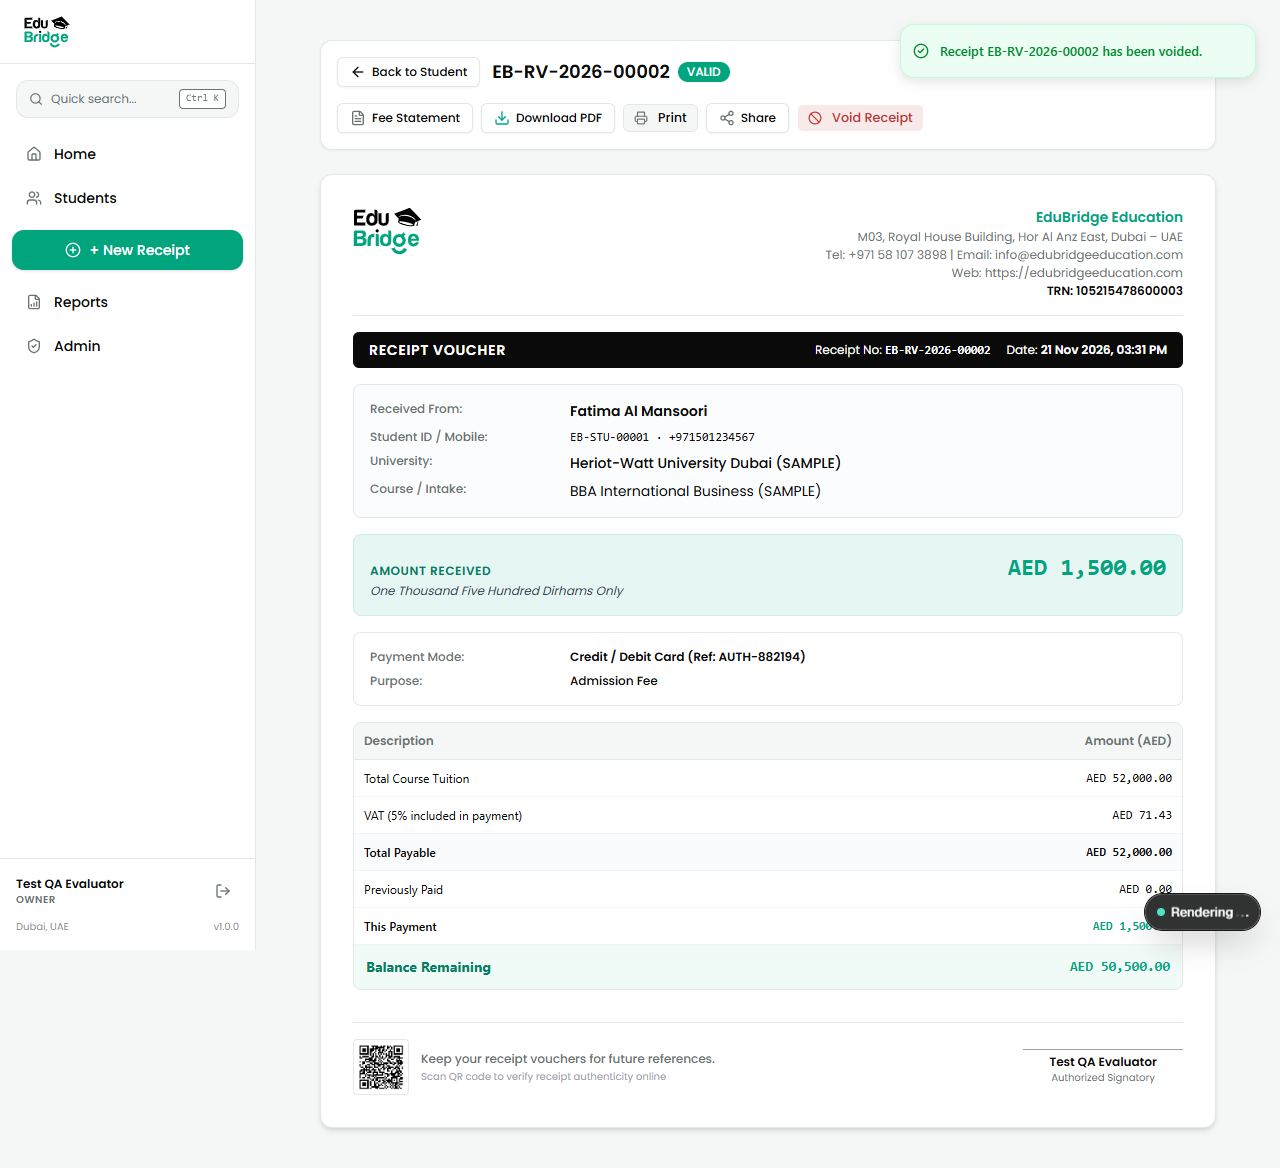 Edu
Bridge
Quick search...
Ctrl K
Home
Students
+ New Receipt
Reports
Admin
Test QA Evaluator
OWNER
Dubai, UAE
v1.0.0
Back to Student
EB-RV-2026-00002
VALID
Receipt EB-RV-2026-00002 has been voided.
Fee Statement
Download PDF
Print
Share
Void Receipt
Edu
Bridge
EduBridge Education
M03, Royal House Building, Hor Al Anz East, Dubai – UAE
Tel: +971 58 107 3898 | Email: info@edubridgeeducation.com
Web: https://edubridgeeducation.com
TRN: 105215478600003
RECEIPT VOUCHER
Receipt No: EB-RV-2026-00002
Date: 21 Nov 2026, 03:31 PM
Received From:
Fatima Al Mansoori
Student ID / Mobile:
EB-STU-00001 · +971501234567
University:
Heriot-Watt University Dubai (SAMPLE)
Course / Intake:
BBA International Business (SAMPLE)
AMOUNT RECEIVED
One Thousand Five Hundred Dirhams Only
AED 1,500.00
Payment Mode:
Credit / Debit Card (Ref: AUTH-882194)
Purpose:
Admission Fee
Description
Amount (AED)
Total Course Tuition
AED 52,000.00
VAT (5% included in payment)
AED 71.43
Total Payable
AED 52,000.00
Previously Paid
AED 0.00
This Payment
AED 1,500
Rendering ...
Balance Remaining
AED 50,500.00
Keep your receipt vouchers for future references.
Scan QR code to verify receipt authenticity online
Test QA Evaluator
Authorized Signatory